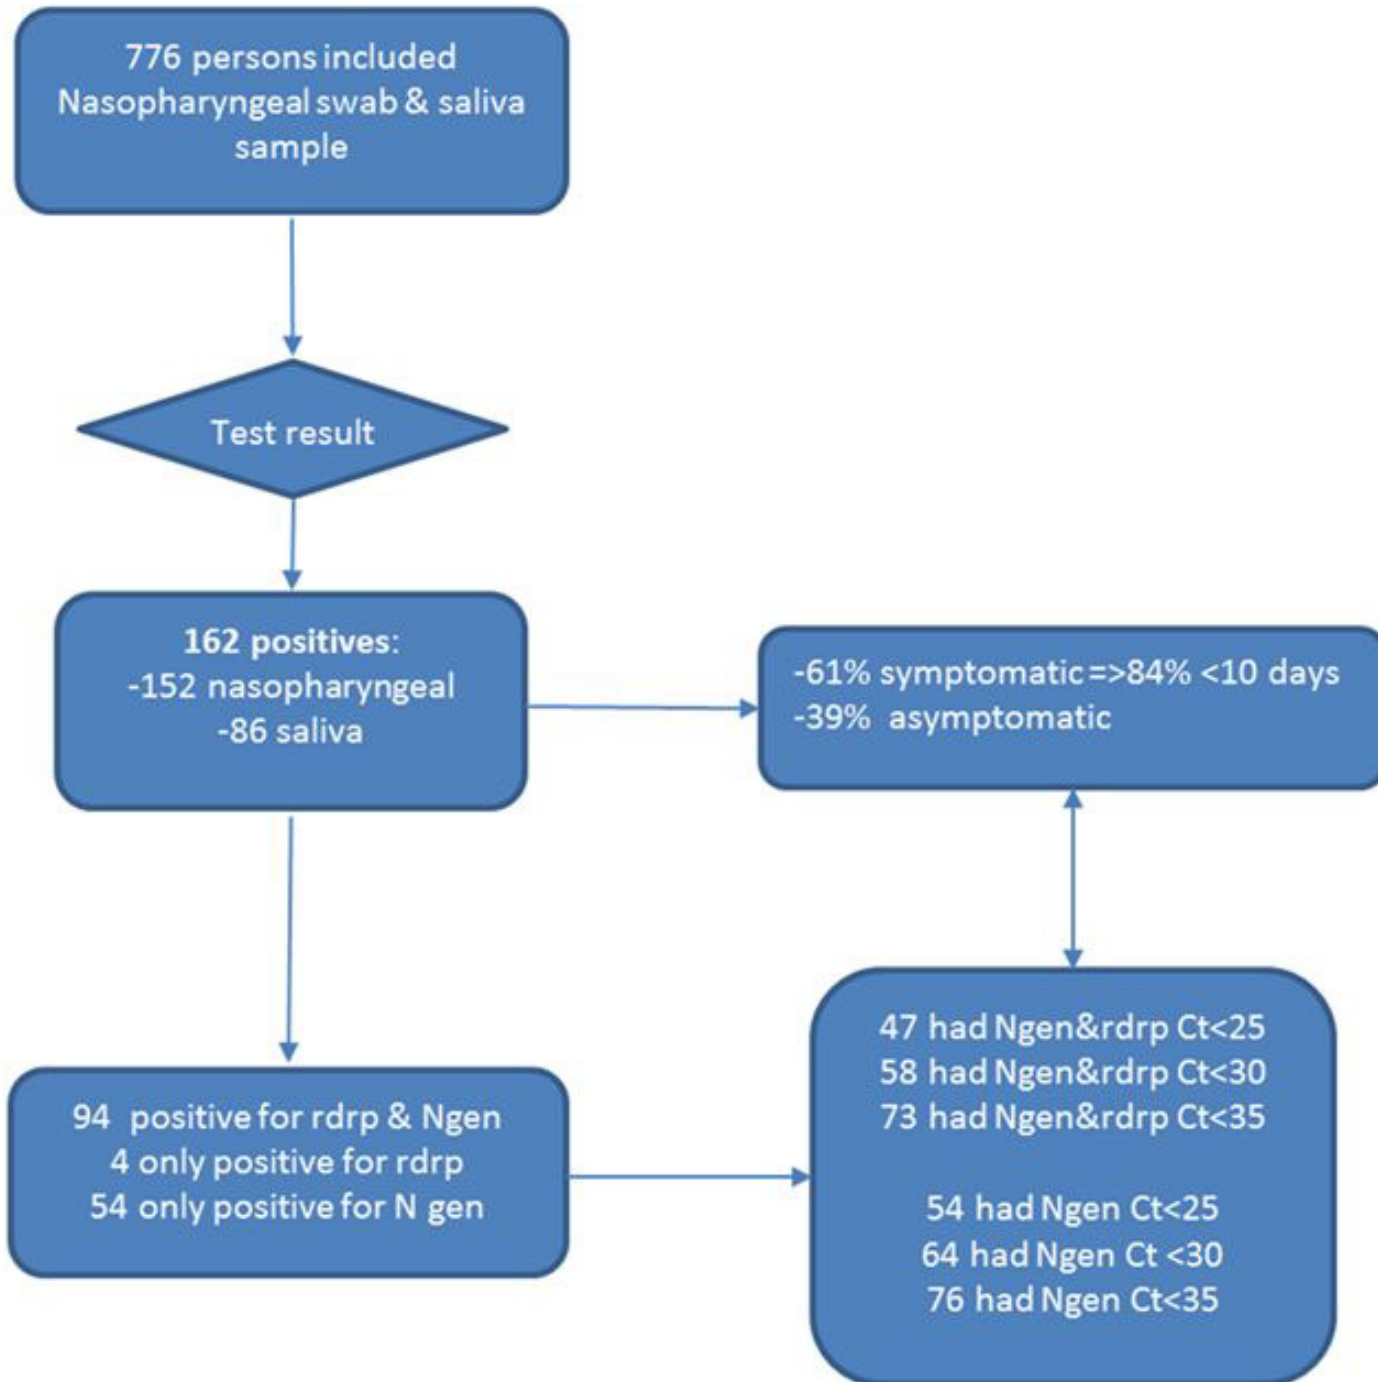 776 persons included
Nasopharyngeal swab & saliva
sample
Test result
162 positives:
-152 nasopharyngeal
-86 saliva
-61% symptomatic=>84% <10 days
-39% asymptomatic
94 positive for rdrp & Ngen
4 only positive for rdrp
54 only positive for N gen
47 had Ngen&rdrp Ct<25
58 had Ngen&rdrp Ct<30
73 had Ngen&rdrp Ct<35
54 had Ngen Ct<25
64 had Ngen Ct <30
76 had Ngen Ct<35